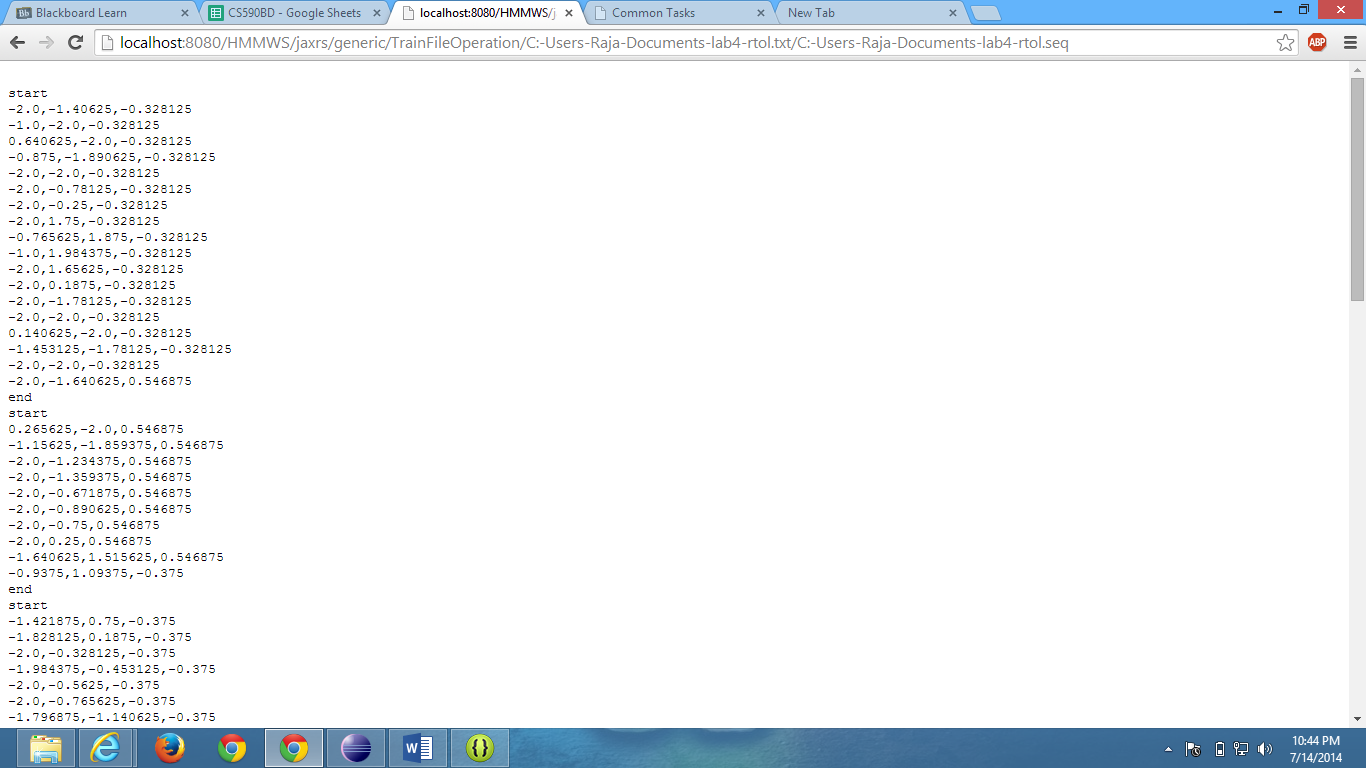 Blackboard Learn
CS590BD - Google Sheets
localhost:8080/HMMWS/j
Common Tasks
New Tab
localhost:8080/HMMWS/jaxrs/generic/TrainFileOperation/C:-Users-Raja-Documents-lab4-rtol.txt/C:-Users-Raja-Documents-lab4-rtol.seq
ABP
start
-2.0,-1.40625,-0.328125
-1.0,-2.0,-0.328125
0.640625,-2.0,-0.328125
-0.875,-1.890625,-0.328125
-2.0,-2.0,-0.328125
-2.0,-0.78125,-0.328125
-2.0,-0.25,-0.328125
-2.0,1.75,-0.328125
-0.765625,1.875,-0.328125
-1.0,1.984375,-0.328125
-2.0,1.65625,-0.328125
-2.0,0.1875,-0.328125
-2.0,-1.78125,-0.328125
-2.0,-2.0,-0.328125
0.140625,-2.0,-0.328125
-1.453125,-1.78125,-0.328125
-2.0,-2.0,-0.328125
-2.0,-1.640625,0.546875
end
start
0.265625,-2.0,0.546875
-1.15625,-1.859375,0.546875
-2.0,-1.234375,0.546875
-2.0,-1.359375,0.546875
-2.0,-0.671875,0.546875
-2.0,-0.890625,0.546875
-2.0,-0.75,0.546875
-2.0,0.25,0.546875
-1.640625,1.515625,0.546875
-0.9375,1.09375,-0.375
end
start
-1.421875,0.75,-0.375
-1.828125,0.1875,-0.375
-2.0,-0.328125,-0.375
-1.984375,-0.453125,-0.375
-2.0,-0.5625,-0.375
-2.0,-0.765625,-0.375
-1.796875,-1.140625,-0.375
10:44 PM
7/14/2014